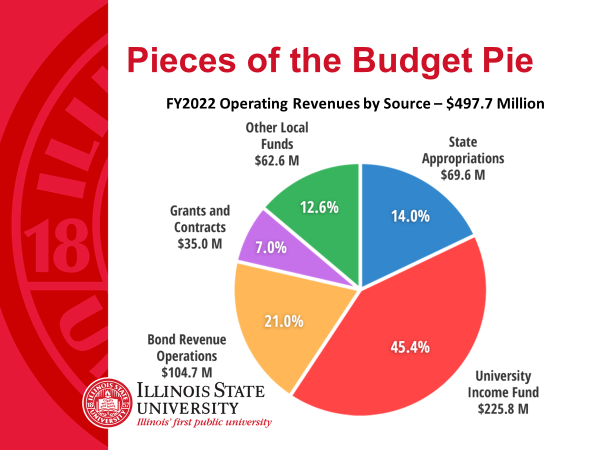 Pieces of the Budget Pie
FY2022 Operating Revenues by Source – $497.7 Million
Other Local
Funds
$62.6 M
State
Appropriations
$69.6 M
12.6%
14.0%
Grants and
Contracts
$35.0 M
7.0%
18
21.0%
45.4%
Bond Revenue
Operations
$104.7 M
University
Income Fund
$225.8 M
ILLINOIS STATE
UNIVERSITY
Illinois' first public university